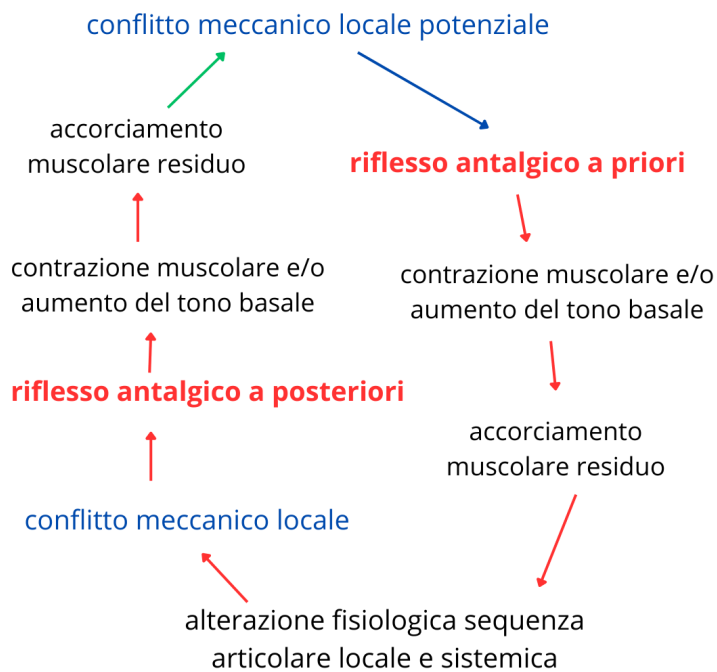 conflitto meccanico locale potenziale
riflesso antalgico a priori
contrazione muscolare e/o
aumento del tono basale
accorciamento
muscolare residuo
alterazione fisiologica sequenza
articolare locale e sistemica
conflitto meccanico locale
riflesso antalgico a posteriori
contrazione muscolare e/o
aumento del tono basale
accorciamento
muscolare residuo